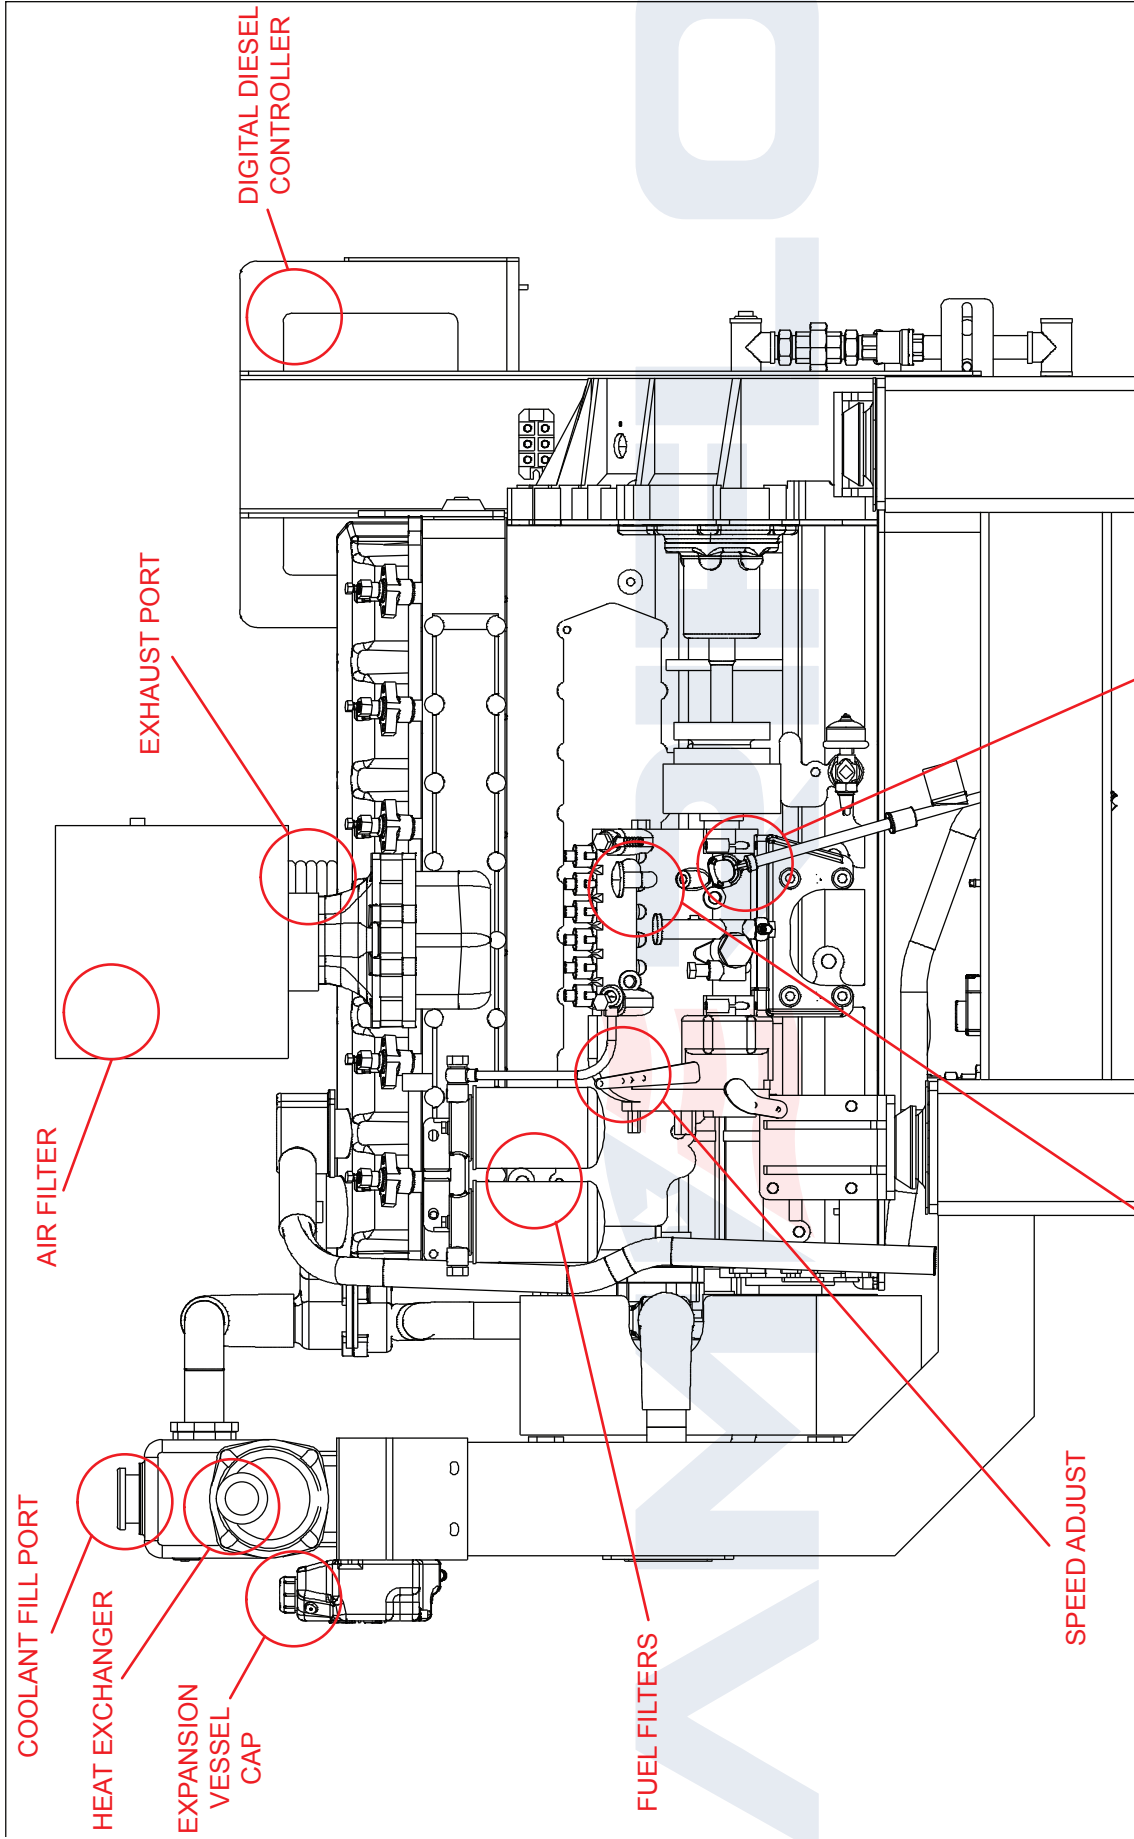 COOLANT FILL PORT
HEAT EXCHANGER
EXPANSION
VESSEL
CAP
AIR FILTER
EXHAUST PORT
DIGITAL DIESEL
CONTROLLER
FUEL FILTERS
SPEED ADJUST